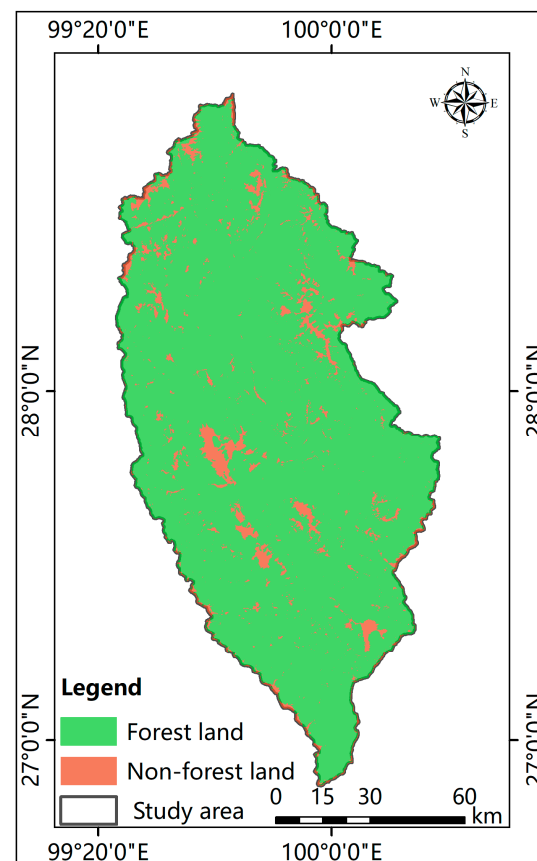 99°20'0"E 100°0'0"E
N
W E
S
28°0'0"N 28°0'0"N
Legend
Forest land
27°0'0"N 27°0'0"N
Non-forest land
Study area
0 15 30 60
km
99°20'0"E 100°0'0"E